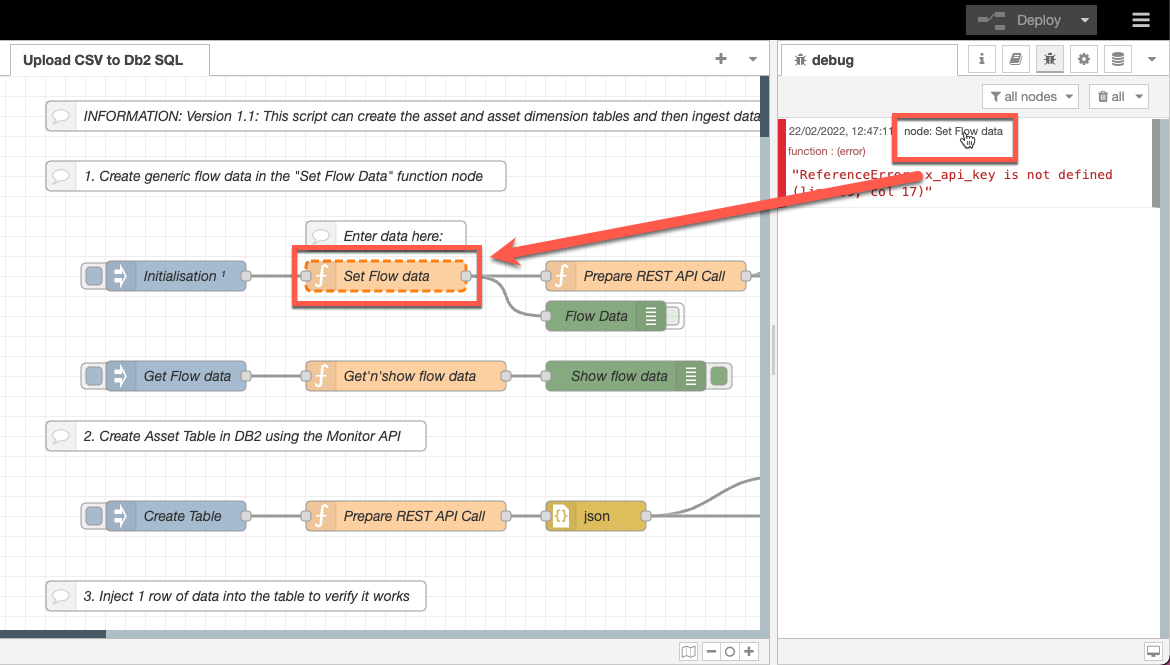 Deploy
Upload CSV to Db2 SQL
debug
all nodes
all
INFORMATION: Version 1.1: This script can create the asset and asset dimension tables and then ingest data
22/02/2022, 12:47:11
node: Set Flow data
function : (error)
"ReferenceError: x_api_key is not defined
col 17)"
1. Create generic flow data in the "Set Flow Data" function node
Enter data here:
Initialisation ¹
Set Flow data
Prepare REST API Call
Flow Data
Get Flow data
Get'n'show flow data
Show flow data
2. Create Asset Table in DB2 using the Monitor API
Create Table
Prepare REST API Call
json
3. Inject 1 row of data into the table to verify it works